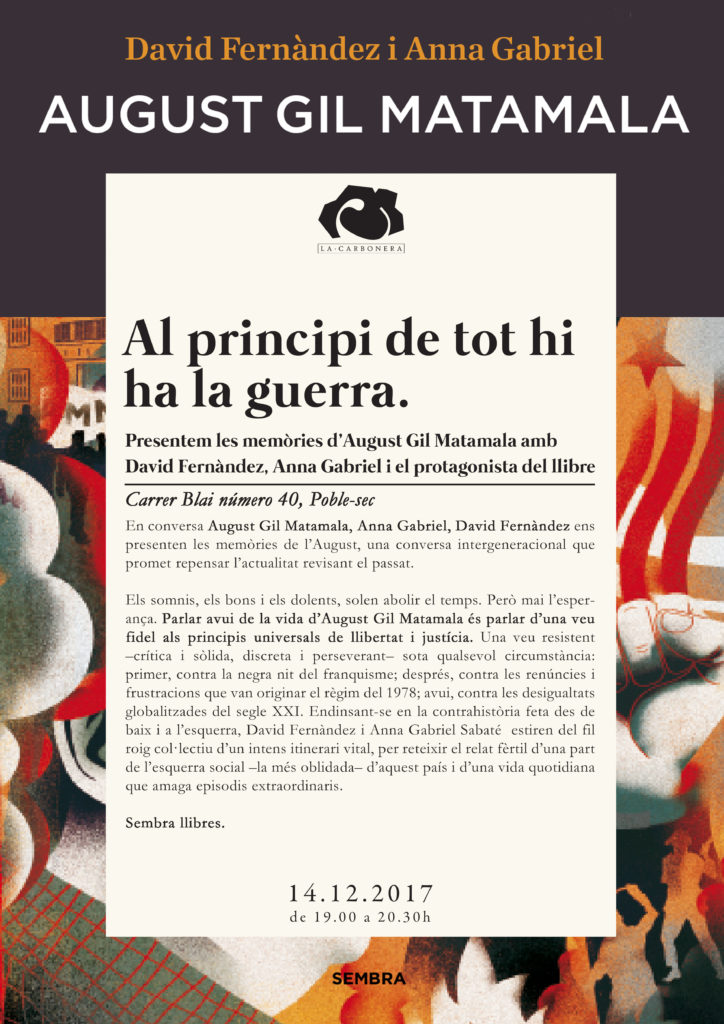 David Fernàndez i Anna Gabriel
AUGUST GIL MATAMALA
LA·CARBONERA
Al principi de tot hi
ha la guerra.
Presentem les memòries d'August Gil Matamala amb
David Fernàndez, Anna Gabriel i el protagonista del llibre
Carrer Blai número 40, Poble-sec
En conversa August Gil Matamala, Anna Gabriel, David Fernàndez ens
presenten les memòries de l'August, una conversa intergeneracional que
promet repensar l'actualitat revisant el passat.
Els somnis, els bons i els dolents, solen abolir el temps. Però mai l'esper-
ança. Parlar avui de la vida d'August Gil Matamala és parlar d'una veu
fidel als principis universals de llibertat i justícia. Una veu resistent
–crítica i sòlida, discreta i perseverant– sota qualsevol circumstància:
primer, contra la negra nit del franquisme; després, contra les renúncies i
frustracions que van originar el règim del 1978; avui, contra les desigualtats
globalitzades del segle XXI. Endinsant-se en la contrahistòria feta des de
baix i a l'esquerra, David Fernàndez i Anna Gabriel Sabaté estiren del fil
roig col·lectiu d'un intens itinerari vital, per reteixir el relat fèrtil d'una part
de l'esquerra social –la més oblidada– d'aquest país i d'una vida quotidiana
que amaga episodis extraordinaris.
Sembra llibres.
14.12.2017
de 19.00 a 20.30h
SEMBRA